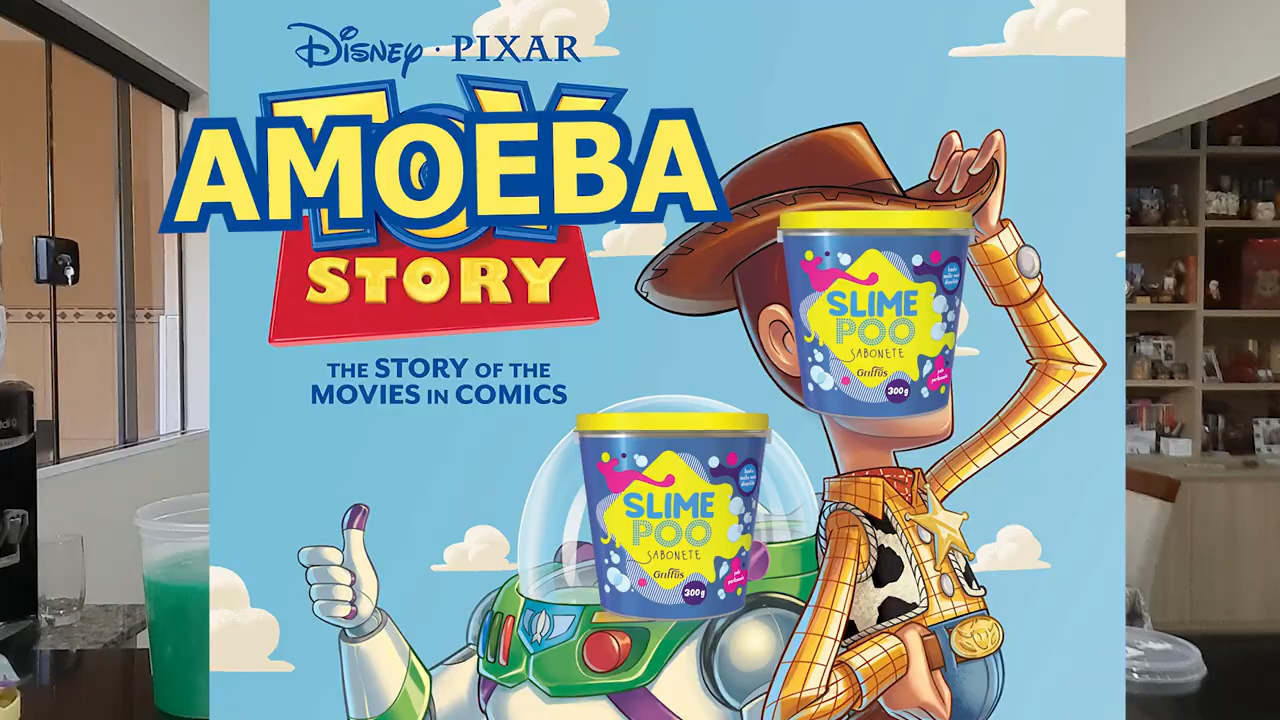 DISNEY · PIXAR
AMOEBA
STORY
THE STORY OF THE
MOVIES IN COMICS
SLIME
POO
SABONETE
Griffus
300g
SLIME
POO
SABONETE
Griffus
300g